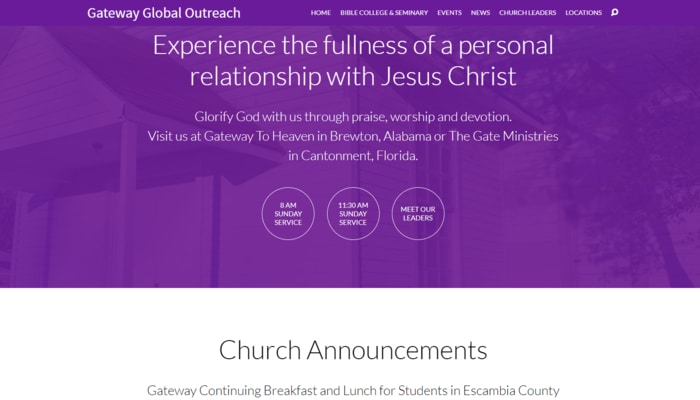 Gateway Global Outreach
HOME BIBLE COLLEGE & SEMINARY EVENTS NEWS CHURCH LEADERS LOCATIONS
Experience the fullness of a personal
relationship with Jesus Christ
Glorify God with us through praise, worship and devotion.
Visit us at Gateway To Heaven in Brewton, Alabama or The Gate Ministries
in Cantonment, Florida.
8 AM
SUNDAY
SERVICE
11:30 AM
SUNDAY
SERVICE
MEET OUR
LEADERS
Church Announcements
Gateway Continuing Breakfast and Lunch for Students in Escambia County